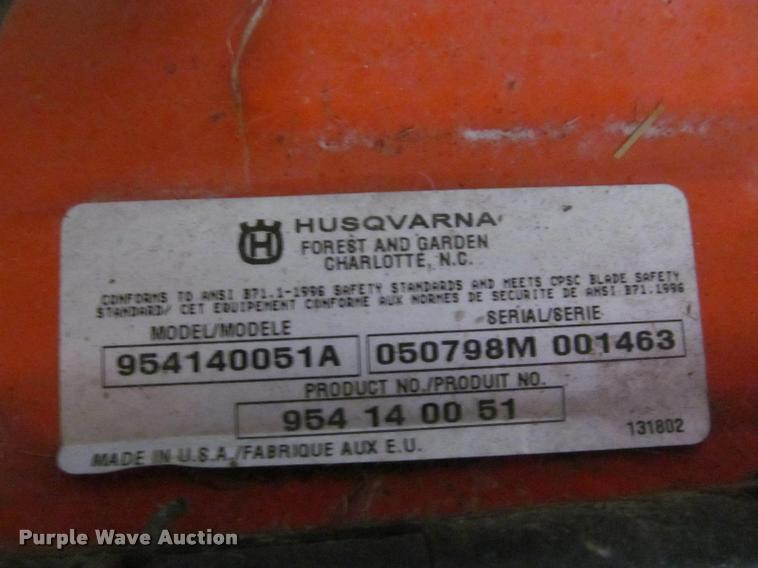 HUSQVARNA
FOREST AND GARDEN
CHARLOTTE, N.C.
CONFORMS TO ANSI B71.1-1996 SAFETY STANDARDS AND MEETS CPSC BLADE SAFETY
STANDARD/ CET EQUIPEMENT CONFORME AUX NORMES DE SECURITE DE ANSI B71.1996
MODEL/MODELE
SERIAL/SERIE
954140051A
050798M 001463
PRODUCT NO./PRODUIT NO.
954 14 00 51
131802
MADE IN U.S.A./FABRIQUE AUX E.U.
Purple Wave Auction